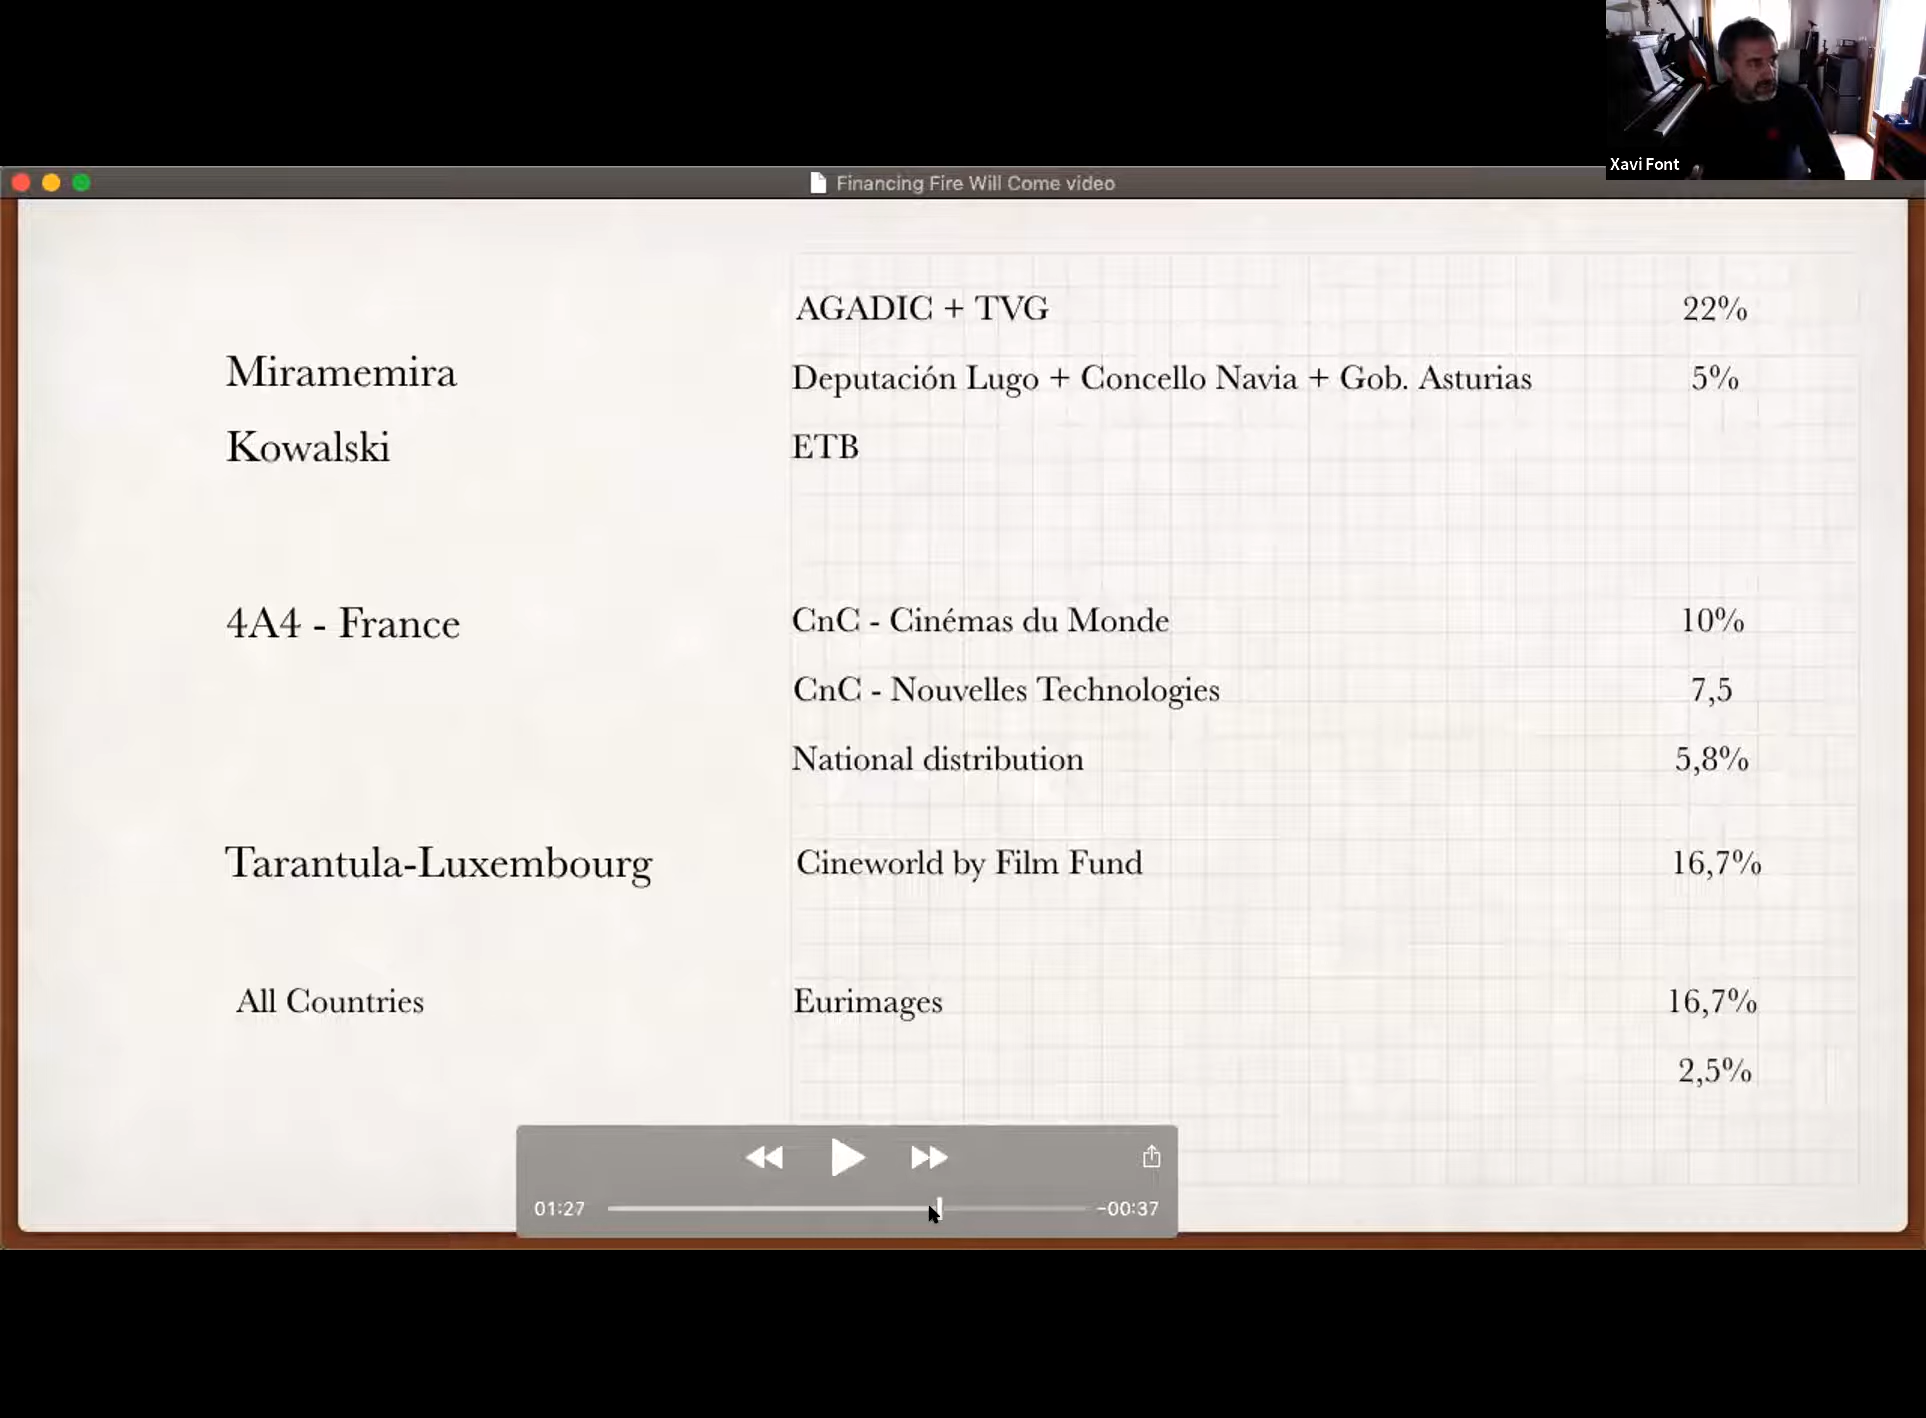 Xavi Font
Financing Fire Will Come video
AGADIC + TVG 22%
Miramemira
Deputación Lugo + Concello Navia + Gob. Asturias 5%
Kowalski ETB
4A4 - France CnC - Cinémas du Monde 10%
CnC - Nouvelles Technologies 7,5
National distribution 5,8%
Tarantula-Luxembourg Cineworld by Film Fund 16,7%
All Countries Eurimages 16,7%
2,5%
01:27 -00:37